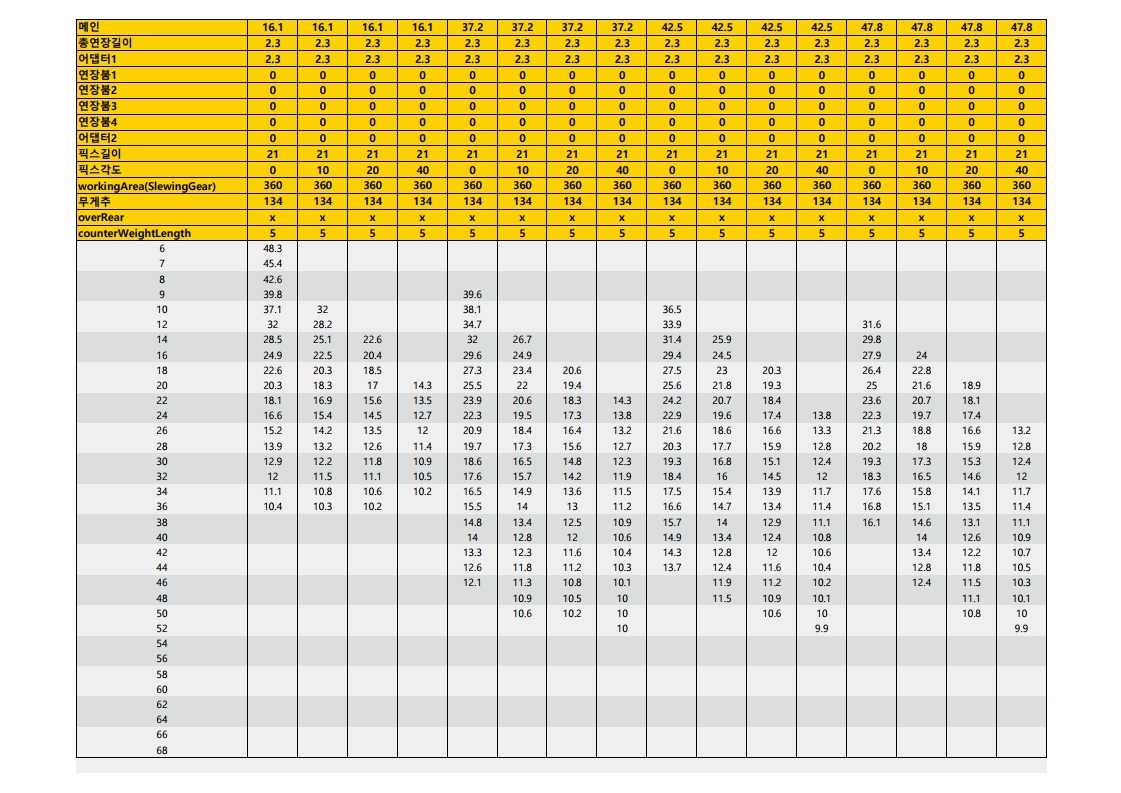 메인 16.1 16.1 16.1 16.1 37.2 37.2 37.2 37.2 42.5 42.5 42.5 42.5 47.8 47.8 47.8 47.8
총연장길이 2.3 2.3 2.3 2.3 2.3 2.3 2.3 2.3 2.3 2.3 2.3 2.3 2.3 2.3 2.3 2.3
어댑터1 2.3 2.3 2.3 2.3 2.3 2.3 2.3 2.3 2.3 2.3 2.3 2.3 2.3 2.3 2.3 2.3
연장붐1 0 0 0 0 0 0 0 0 0 0 0 0 0 0 0 0
연장붐2 0 0 0 0 0 0 0 0 0 0 0 0 0 0 0 0
연장붐3 0 0 0 0 0 0 0 0 0 0 0 0 0 0 0 0
연장붐4 0 0 0 0 0 0 0 0 0 0 0 0 0 0 0 0
어댑터2 0 0 0 0 0 0 0 0 0 0 0 0 0 0 0 0
픽스길이 21 21 21 21 21 21 21 21 21 21 21 21 21 21 21 21
픽스각도 0 10 20 40 0 10 20 40 0 10 20 40 0 10 20 40
workingArea(SlewingGear) 360 360 360 360 360 360 360 360 360 360 360 360 360 360 360 360
무게추 134 134 134 134 134 134 134 134 134 134 134 134 134 134 134 134
overRear x x x x x x x x x x x x x x x x
counterWeightLength 5 5 5 5 5 5 5 5 5 5 5 5 5 5 5 5
6 48.3
7 45.4
8 42.6
9 39.8 39.6
10 37.1 32 38.1 36.5
12 32 28.2 34.7 33.9 31.6
14 28.5 25.1 22.6 32 26.7 31.4 25.9 29.8
16 24.9 22.5 20.4 29.6 24.9 29.4 24.5 27.9 24
18 22.6 20.3 18.5 27.3 23.4 20.6 27.5 23 20.3 26.4 22.8
20 20.3 18.3 17 14.3 25.5 22 19.4 25.6 21.8 19.3 25 21.6 18.9
22 18.1 16.9 15.6 13.5 23.9 20.6 18.3 14.3 24.2 20.7 18.4 23.6 20.7 18.1
24 16.6 15.4 14.5 12.7 22.3 19.5 17.3 13.8 22.9 19.6 17.4 13.8 22.3 19.7 17.4
26 15.2 14.2 13.5 12 20.9 18.4 16.4 13.2 21.6 18.6 16.6 13.3 21.3 18.8 16.6 13.2
28 13.9 13.2 12.6 11.4 19.7 17.3 15.6 12.7 20.3 17.7 15.9 12.8 20.2 18 15.9 12.8
30 12.9 12.2 11.8 10.9 18.6 16.5 14.8 12.3 19.3 16.8 15.1 12.4 19.3 17.3 15.3 12.4
32 12 11.5 11.1 10.5 17.6 15.7 14.2 11.9 18.4 16 14.5 12 18.3 16.5 14.6 12
34 11.1 10.8 10.6 10.2 16.5 14.9 13.6 11.5 17.5 15.4 13.9 11.7 17.6 15.8 14.1 11.7
36 10.4 10.3 10.2 15.5 14 13 11.2 16.6 14.7 13.4 11.4 16.8 15.1 13.5 11.4
38 14.8 13.4 12.5 10.9 15.7 14 12.9 11.1 16.1 14.6 13.1 11.1
40 14 12.8 12 10.6 14.9 13.4 12.4 10.8 14 12.6 10.9
42 13.3 12.3 11.6 10.4 14.3 12.8 12 10.6 13.4 12.2 10.7
44 12.6 11.8 11.2 10.3 13.7 12.4 11.6 10.4 12.8 11.8 10.5
46 12.1 11.3 10.8 10.1 11.9 11.2 10.2 12.4 11.5 10.3
48 10.9 10.5 10 11.5 10.9 10.1 11.1 10.1
50 10.6 10.2 10 10.6 10 10.8 10
52 10 9.9 9.9
54
56
58
60
62
64
66
68